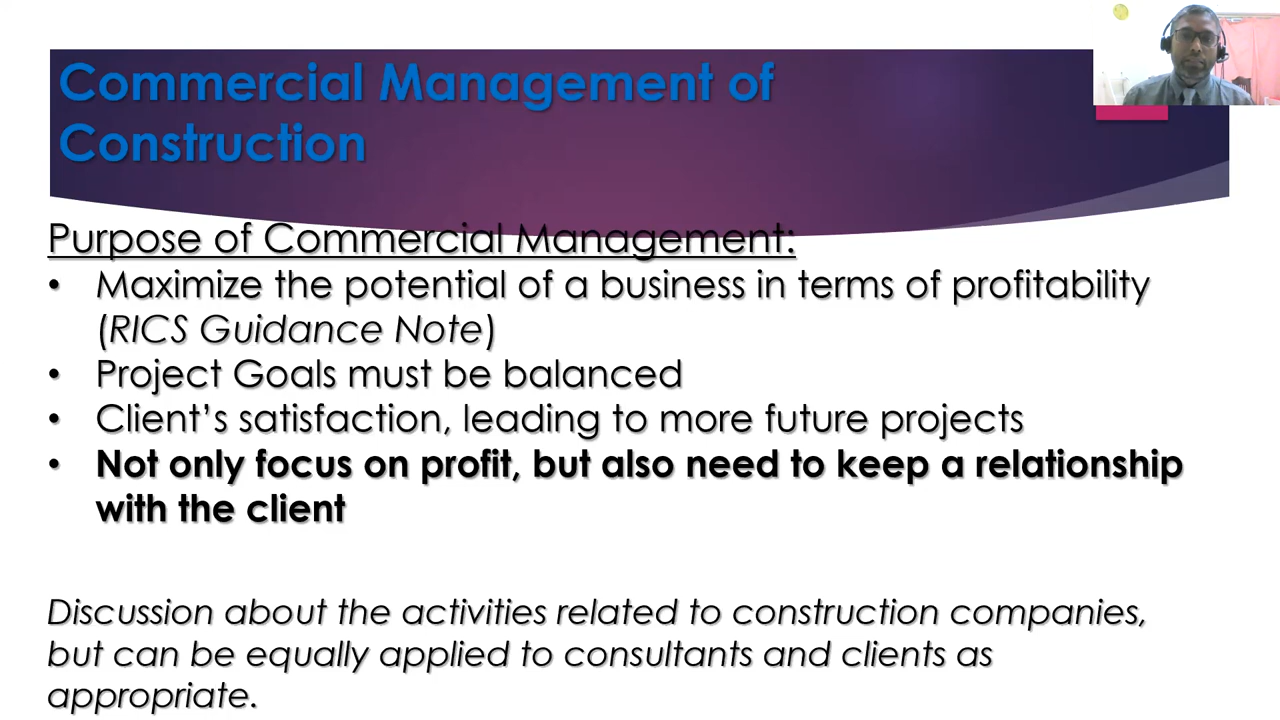 Commercial Management of
Construction
Purpose of Commercial Management:
• Maximize the potential of a business in terms of profitability
(RICS Guidance Note)
• Project Goals must be balanced
• Client’s satisfaction, leading to more future projects
• Not only focus on profit, but also need to keep a relationship
with the client
Discussion about the activities related to construction companies,
but can be equally applied to consultants and clients as
appropriate.